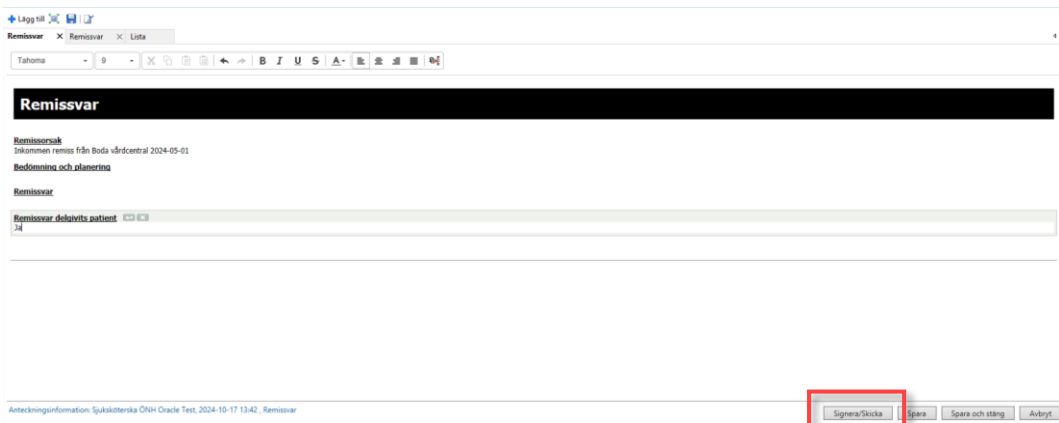 Lägg till
Remissvar Remissvar Lista
Tahoma 9 B I U S A
Remissvar
Remissorsak
Inkommen remiss från Boda vårdcentral 2024-05-01
Bedömning och planering
Remissvar
Remissvar delgivits patient
Ja
Anteckningsinformation: Sjuksköterska ÖNH Oracle Test, 2024-10-17 13:42 , Remissvar
Signera/Skicka Spara Spara och stäng Avbryt